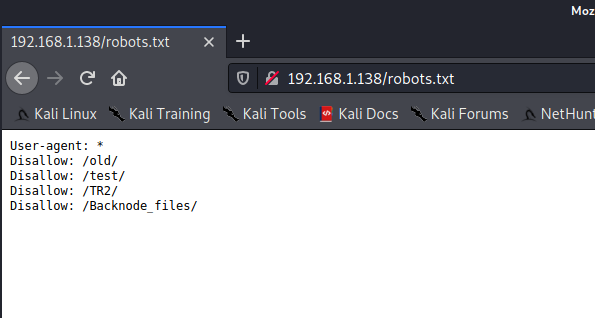 Moz
192.168.1.138/robots.txt
192.168.1.138/robots.txt
Kali Linux Kali Training Kali Tools Kali Docs Kali Forums NetHunt
User-agent: *
Disallow: /old/
Disallow: /test/
Disallow: /TR2/
Disallow: /Backnode_files/